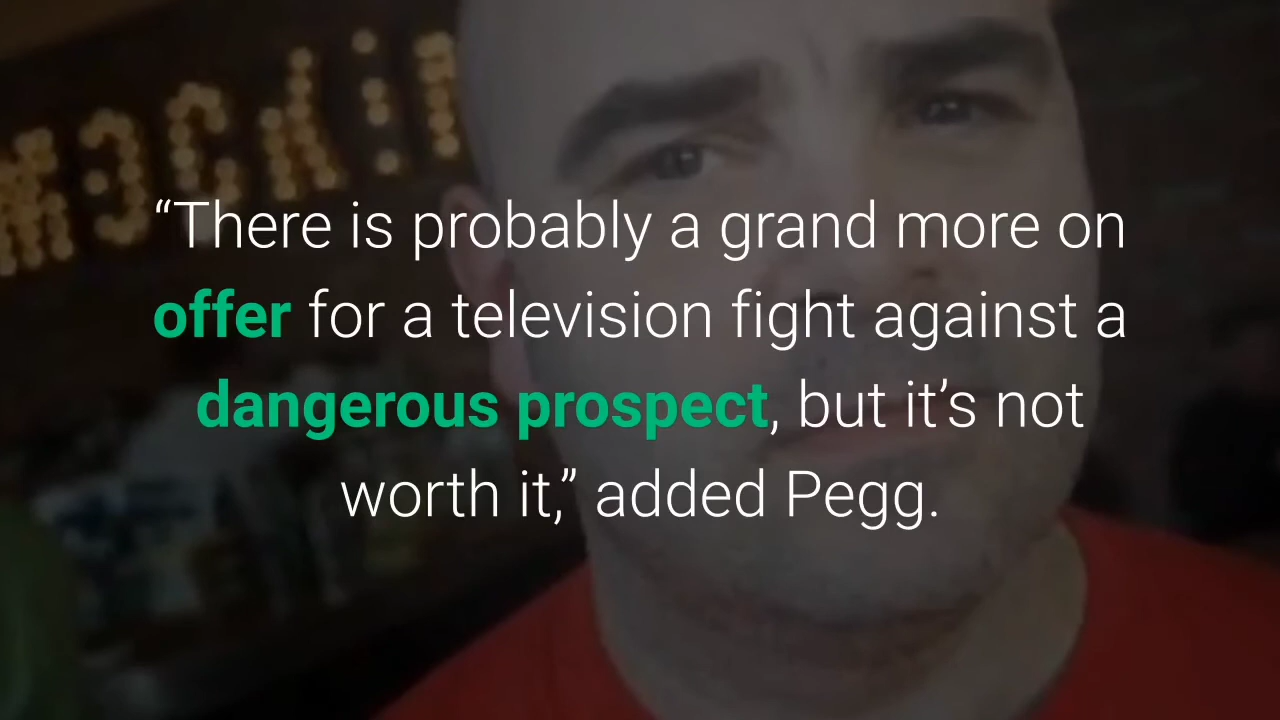 “There is probably a grand more on
offer for a television fight against a
dangerous prospect, but it’s not
worth it,” added Pegg.